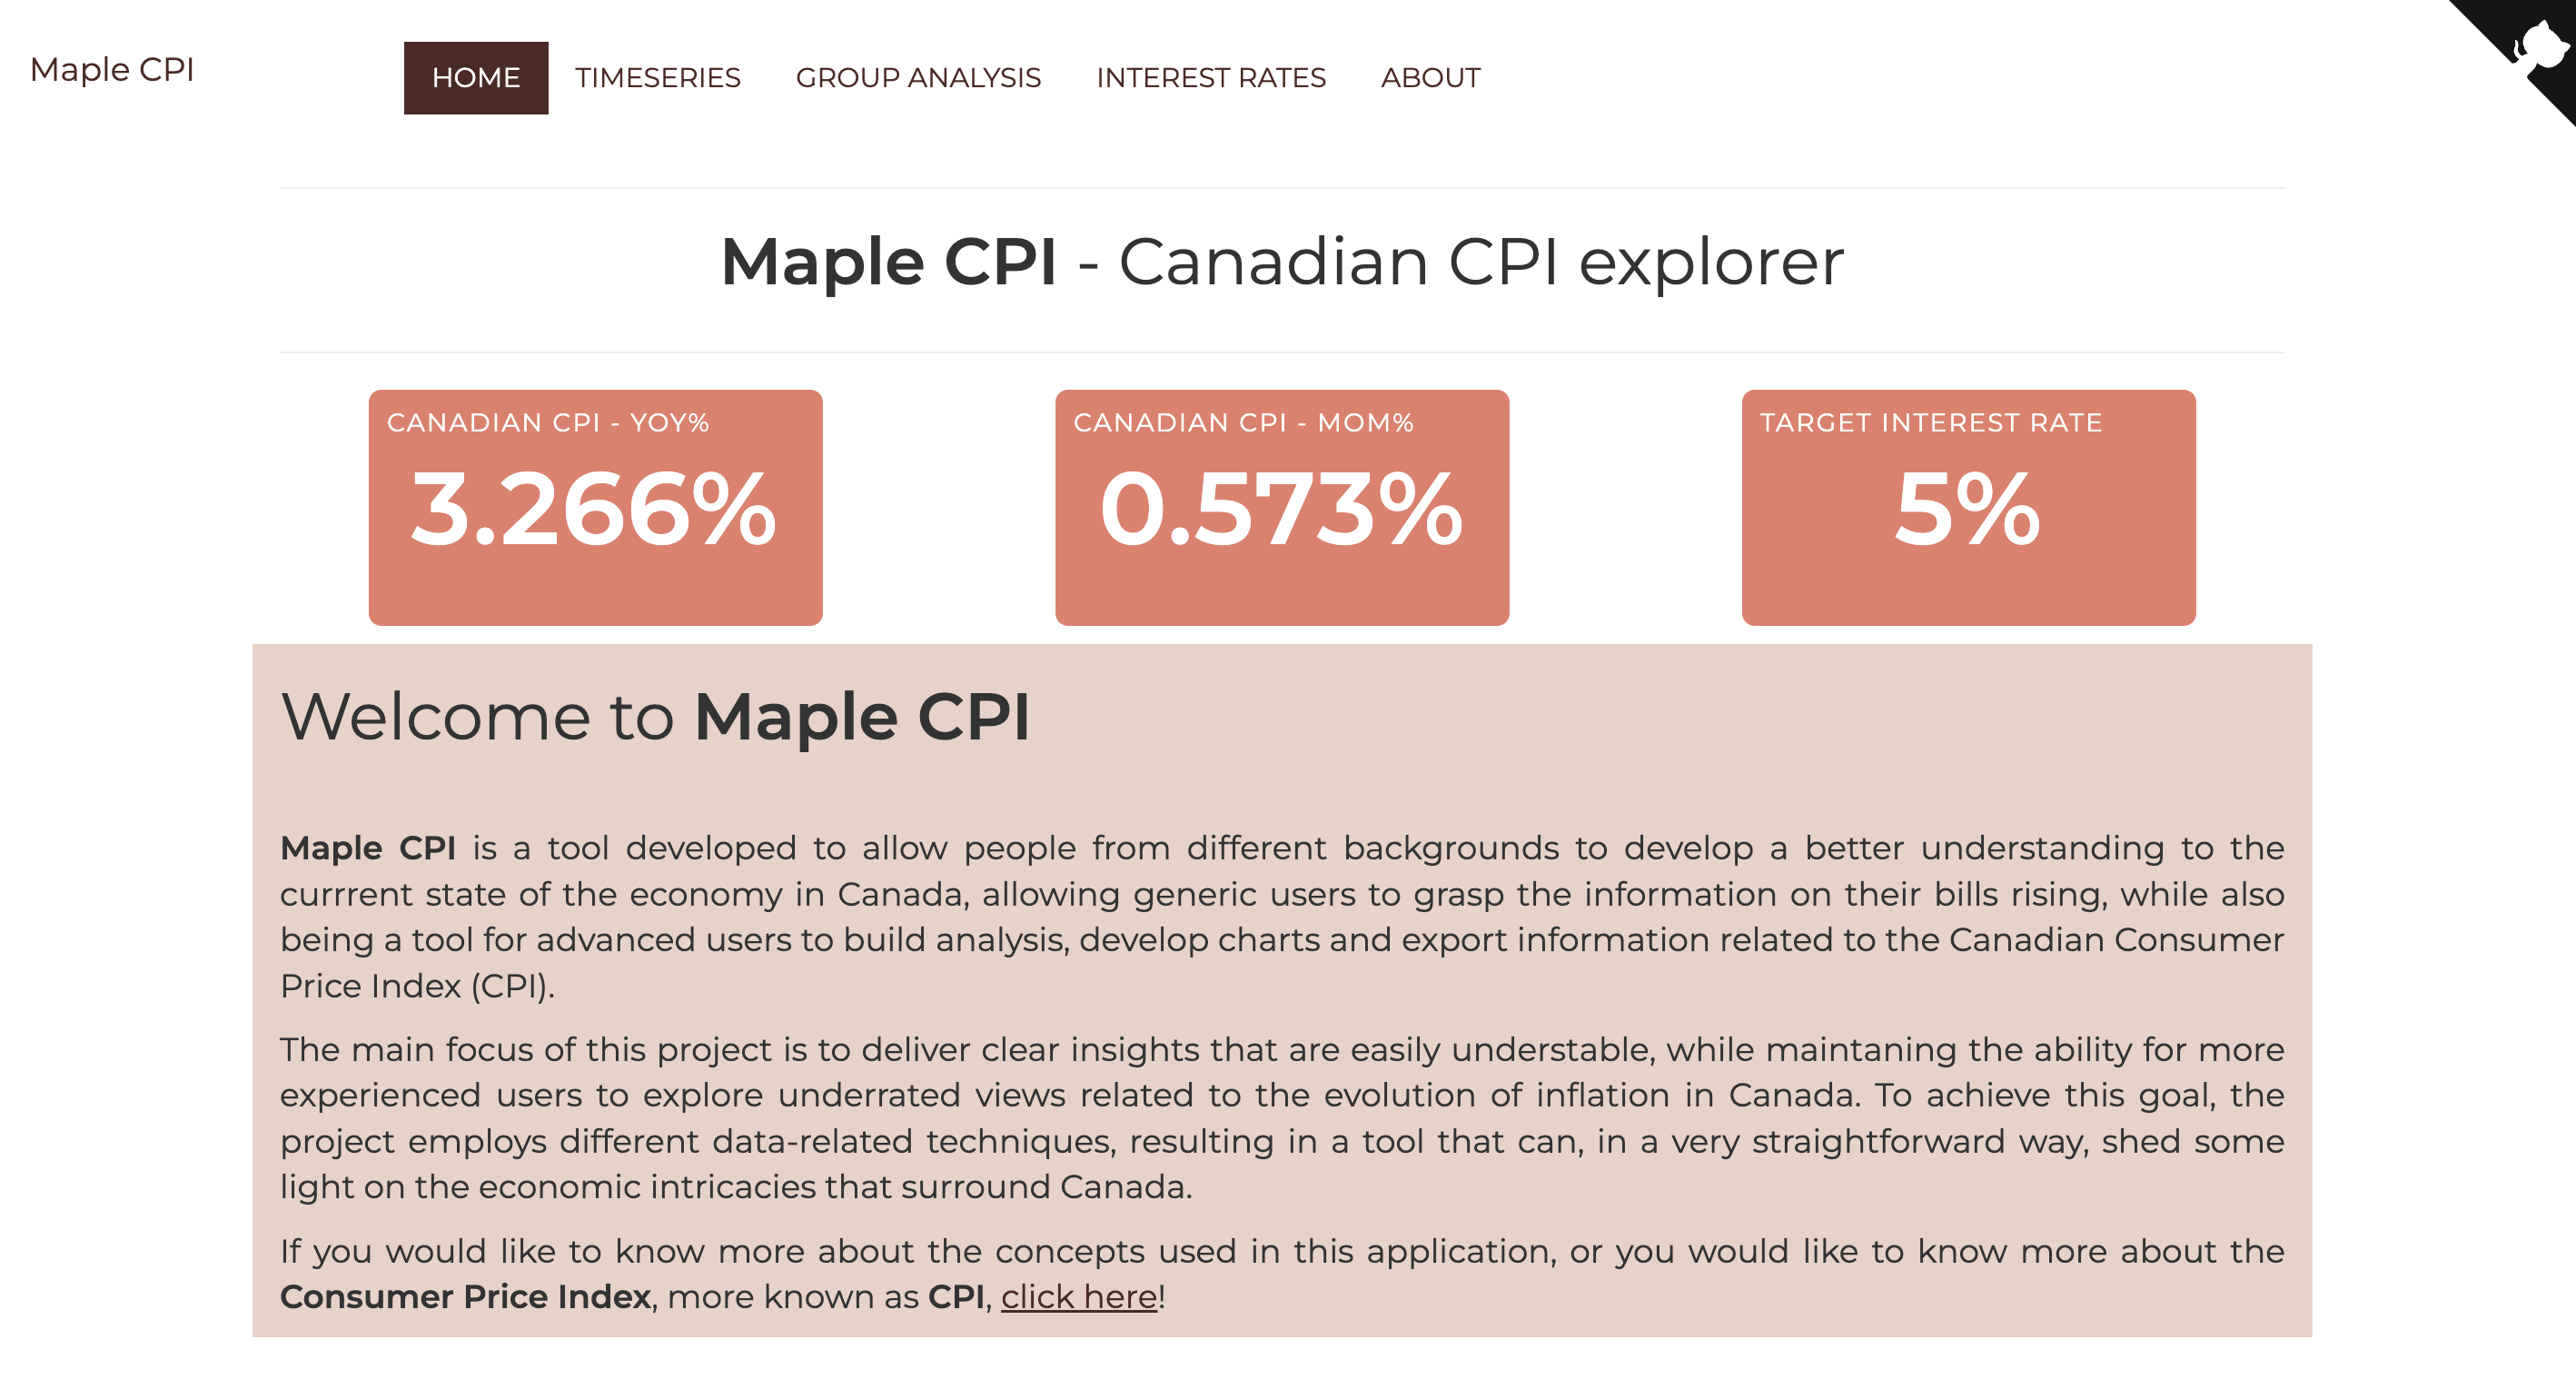 Maple CPI
HOME TIMESERIES GROUP ANALYSIS INTEREST RATES ABOUT
Maple CPI - Canadian CPI explorer
CANADIAN CPI - YOY%
3.266%
CANADIAN CPI - MOM%
0.573%
TARGET INTEREST RATE
5%
Welcome to Maple CPI
Maple CPI is a tool developed to allow people from different backgrounds to develop a better understanding to the
currrent state of the economy in Canada, allowing generic users to grasp the information on their bills rising, while also
being a tool for advanced users to build analysis, develop charts and export information related to the Canadian Consumer
Price Index (CPI).
The main focus of this project is to deliver clear insights that are easily understable, while maintaning the ability for more
experienced users to explore underrated views related to the evolution of inflation in Canada. To achieve this goal, the
project employs different data-related techniques, resulting in a tool that can, in a very straightforward way, shed some
light on the economic intricacies that surround Canada.
If you would like to know more about the concepts used in this application, or you would like to know more about the
Consumer Price Index, more known as CPI, click here!